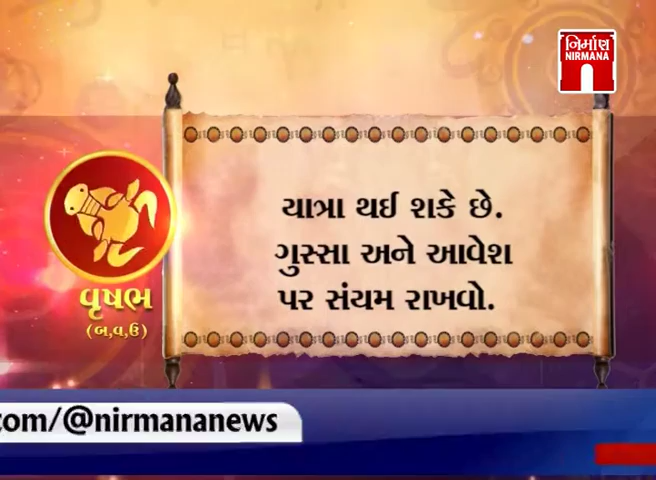 નિર્માણ
NIRMANA
યાત્રા થઈ શકે છે.
ગુસ્સા અને આવેશ
પર સંયમ રાખવો.
વૃષભ
(બ,વ,ઉ)
com/@nirmananews